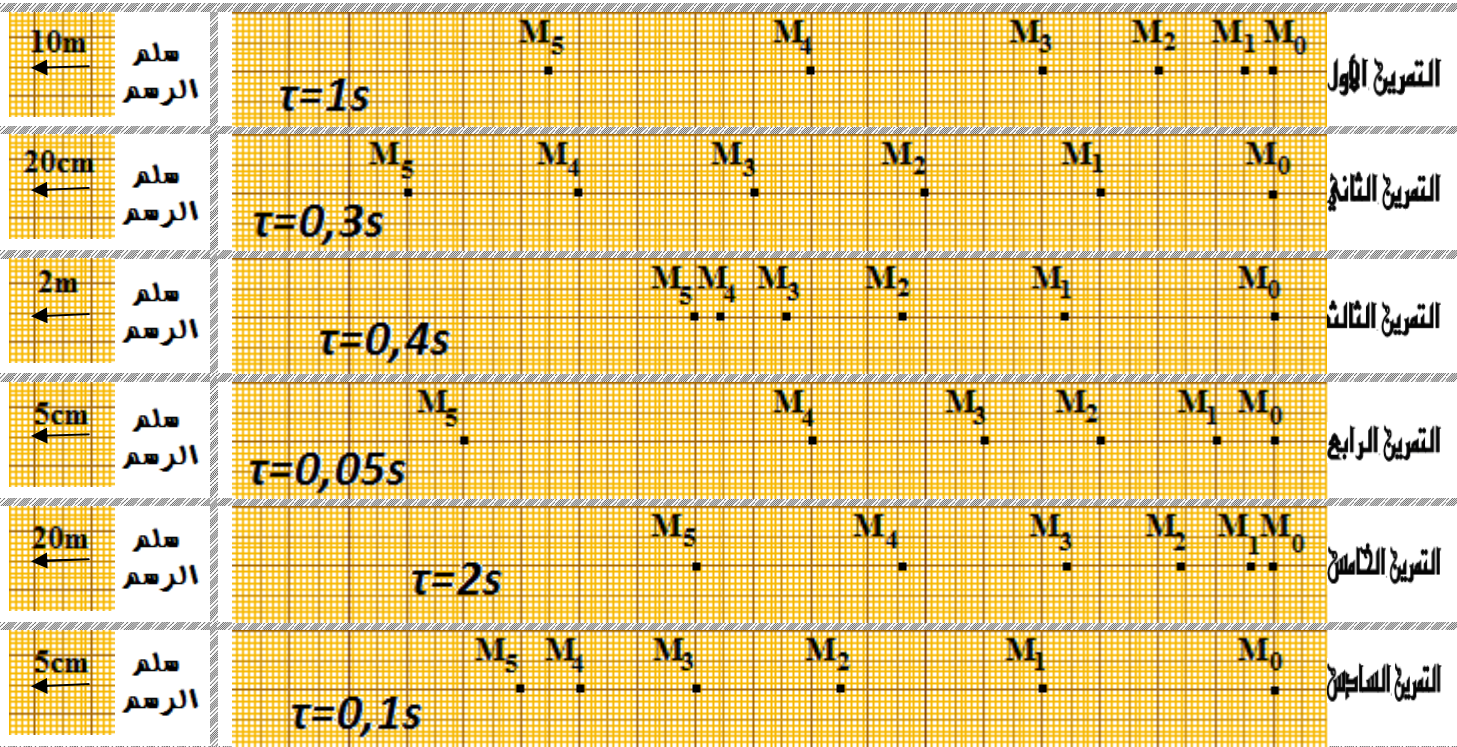 التمرين الأول
M₅ M₄ M₃ M₂ M₁ M₀
τ=1s
سلم الرسم
10m
التمرين الثاني
M₅ M₄ M₃ M₂ M₁ M₀
τ=0,3s
سلم الرسم
20cm
التمرين الثالث
M₅ M₄ M₃ M₂ M₁ M₀
τ=0,4s
سلم الرسم
2m
التمرين الرابع
M₅ M₄ M₃ M₂ M₁ M₀
τ=0,05s
سلم الرسم
5cm
التمرين الخامس
M₅ M₄ M₃ M₂ M₁ M₀
τ=2s
سلم الرسم
20m
التمرين السادس
M₅ M₄ M₃ M₂ M₁ M₀
τ=0,1s
سلم الرسم
5cm